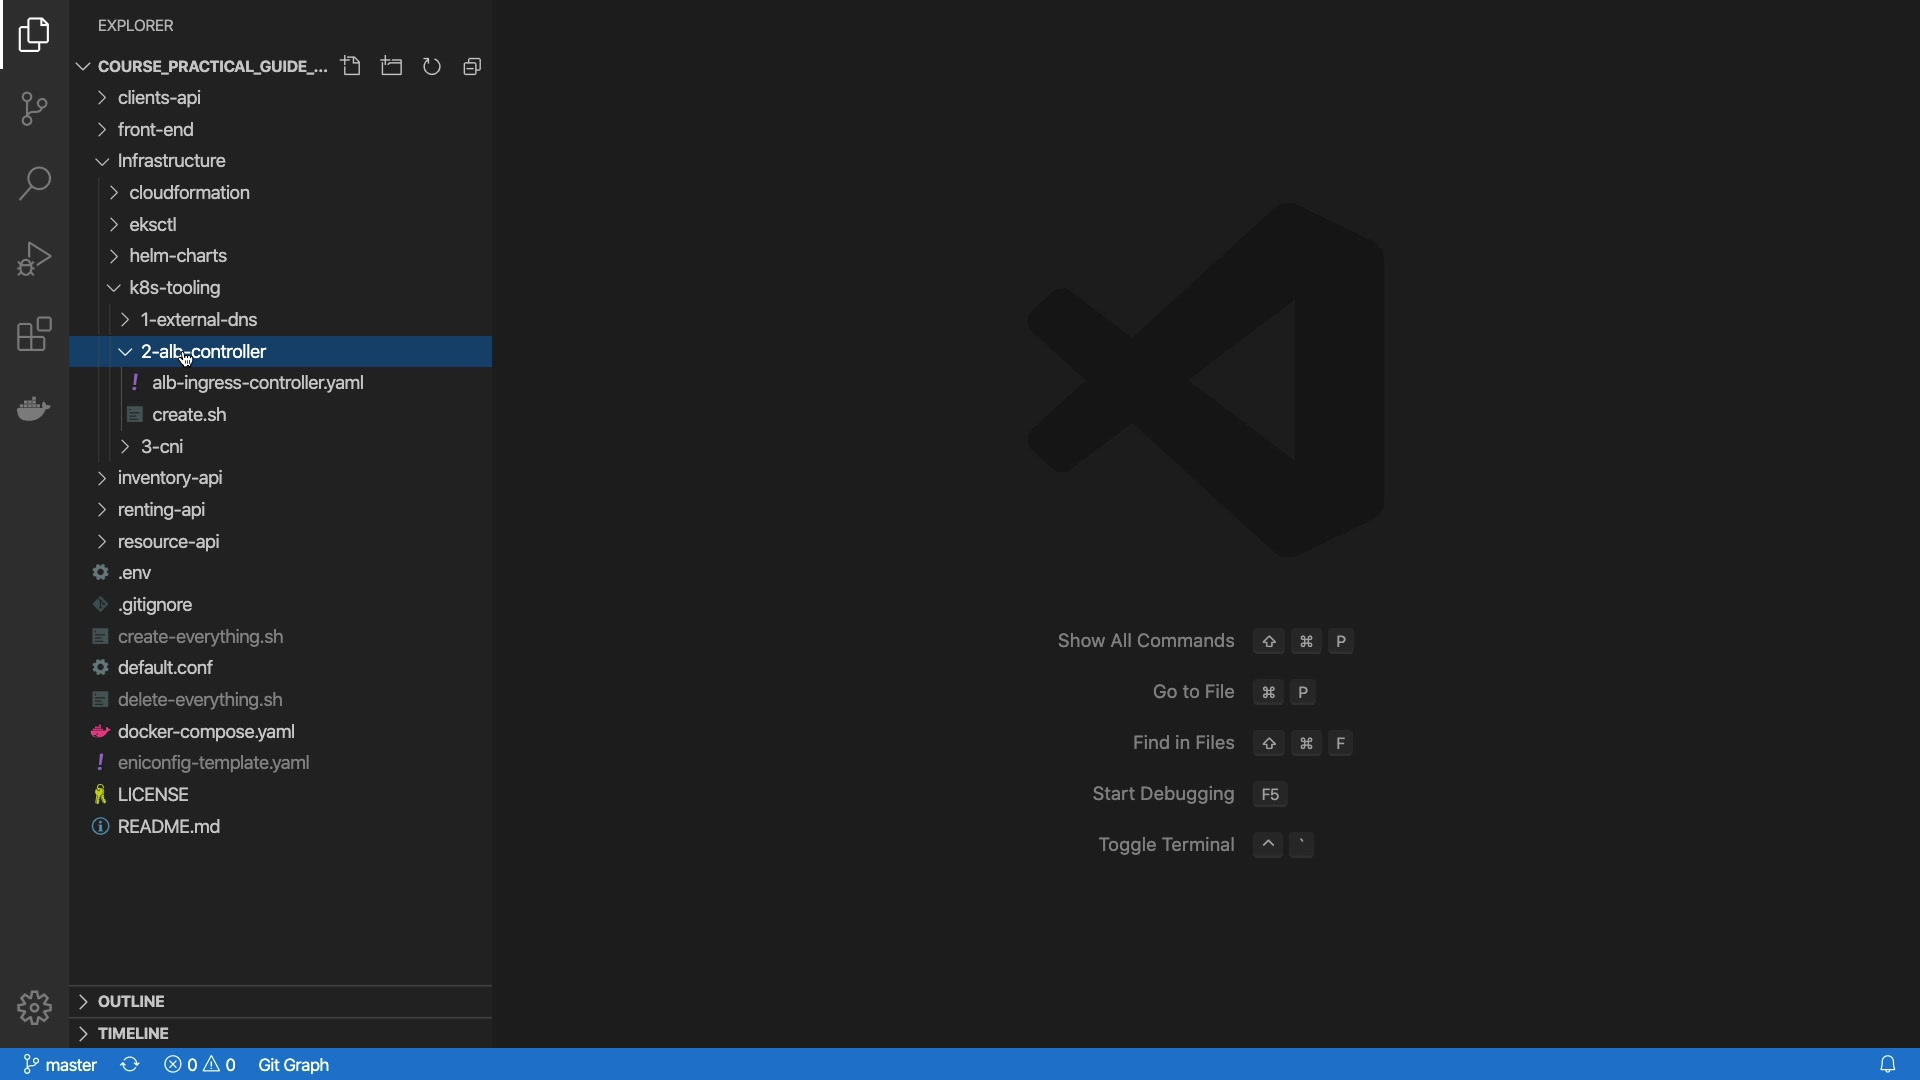 EXPLORER
COURSE_PRACTICAL_GUIDE_...
clients-api
front-end
Infrastructure
cloudformation
eksctl
helm-charts
k8s-tooling
1-external-dns
2-alb-controller
! alb-ingress-controller.yaml
create.sh
3-cni
inventory-api
renting-api
resource-api
.env
.gitignore
create-everything.sh
default.conf
delete-everything.sh
docker-compose.yaml
! eniconfig-template.yaml
LICENSE
README.md
OUTLINE
TIMELINE
Show All Commands ⇧ ⌘ P
Go to File ⌘ P
Find in Files ⇧ ⌘ F
Start Debugging F5
Toggle Terminal ^ `
master 0 0 Git Graph